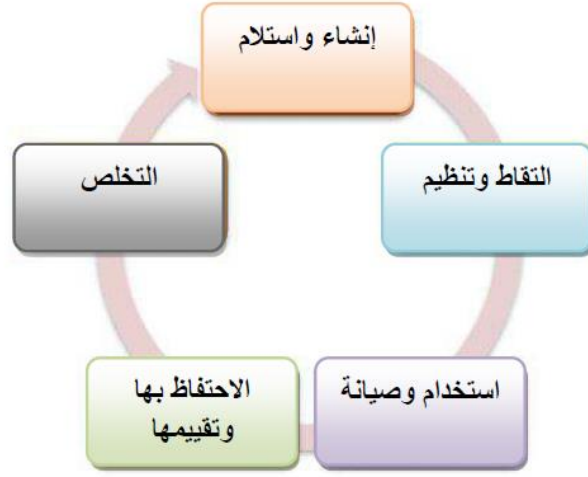 إنشاء واستلام
التقاط وتنظيم
استخدام وصيانة
الاحتفاظ بها
وتقييمها
التخلص